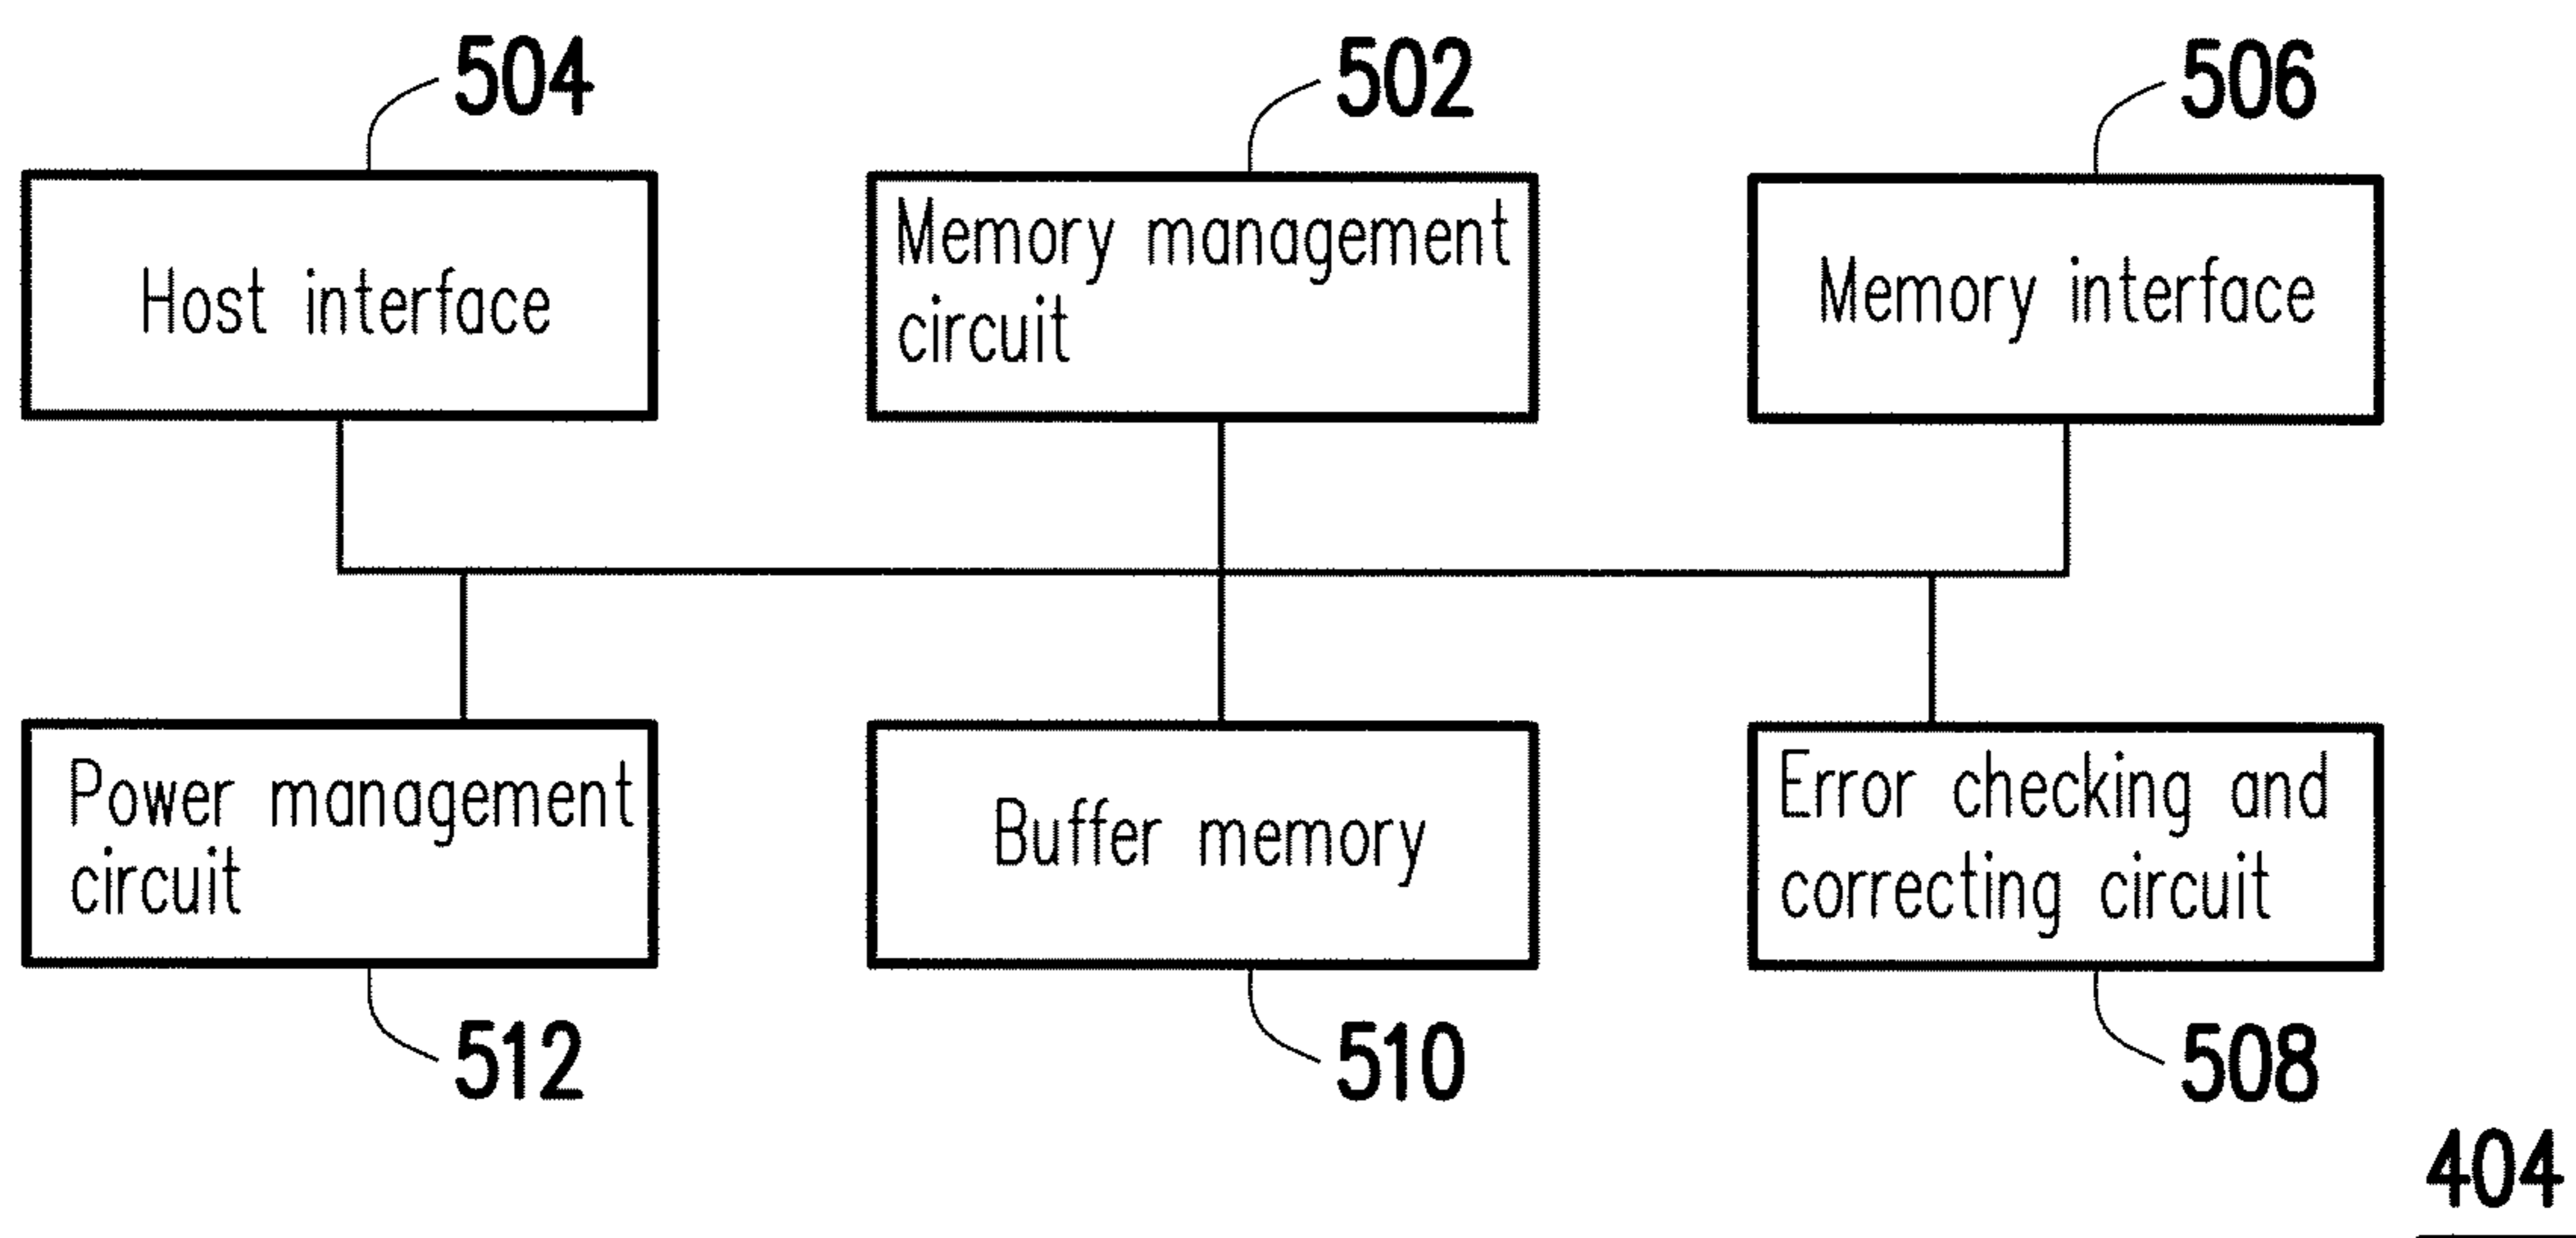 504
502
506
Host interface
Memory management
circuit
Memory interface
Power management
circuit
Buffer memory
Error checking and
correcting circuit
512
510
508
404